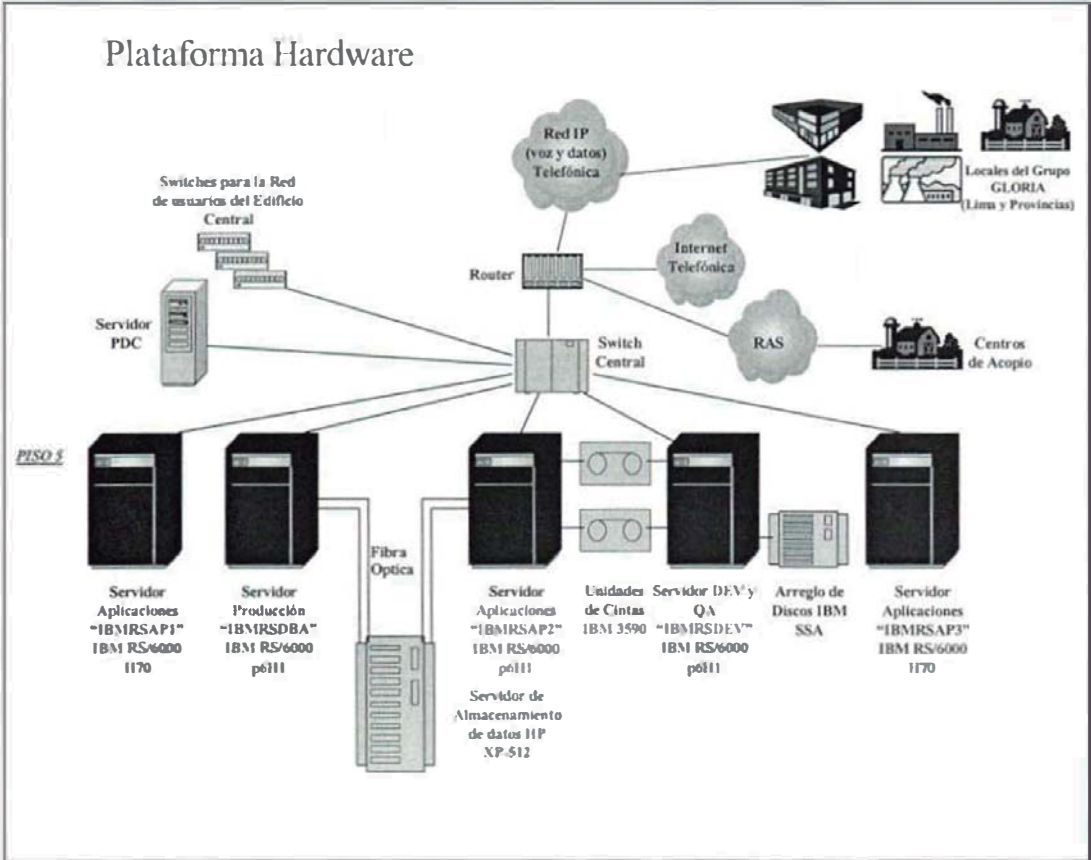 Plataforma Hardware
Red IP
(voz y datos)
Telefónica
Locales del Grupo
GLORIA
(Lima y Provincias)
Switches para la Red
de usuarios del Edificio
Central
Internet
Telefónica
Router
Servidor
PDC
Switch
Central
RAS
Centros
de Acopio
PISO 5
Fibra
Optica
Servidor
Aplicaciones
"IBMRSAP1"
IBM RS/6000
H70
Servidor
Producción
"IBMRSDBA"
IBM RS/6000
p6H1
Servidor
Aplicaciones
"IBMRSAP2"
IBM RS/6000
p6H1
Unidades
de Cintas
IBM 3590
Servidor DEV y
QA
"IBMRSDEV"
IBM RS/6000
p6H1
Arreglo de
Discos IBM
SSA
Servidor
Aplicaciones
"IBMRSAP3"
IBM RS/6000
H70
Servidor de
Almacenamiento
de datos HP
XP-512